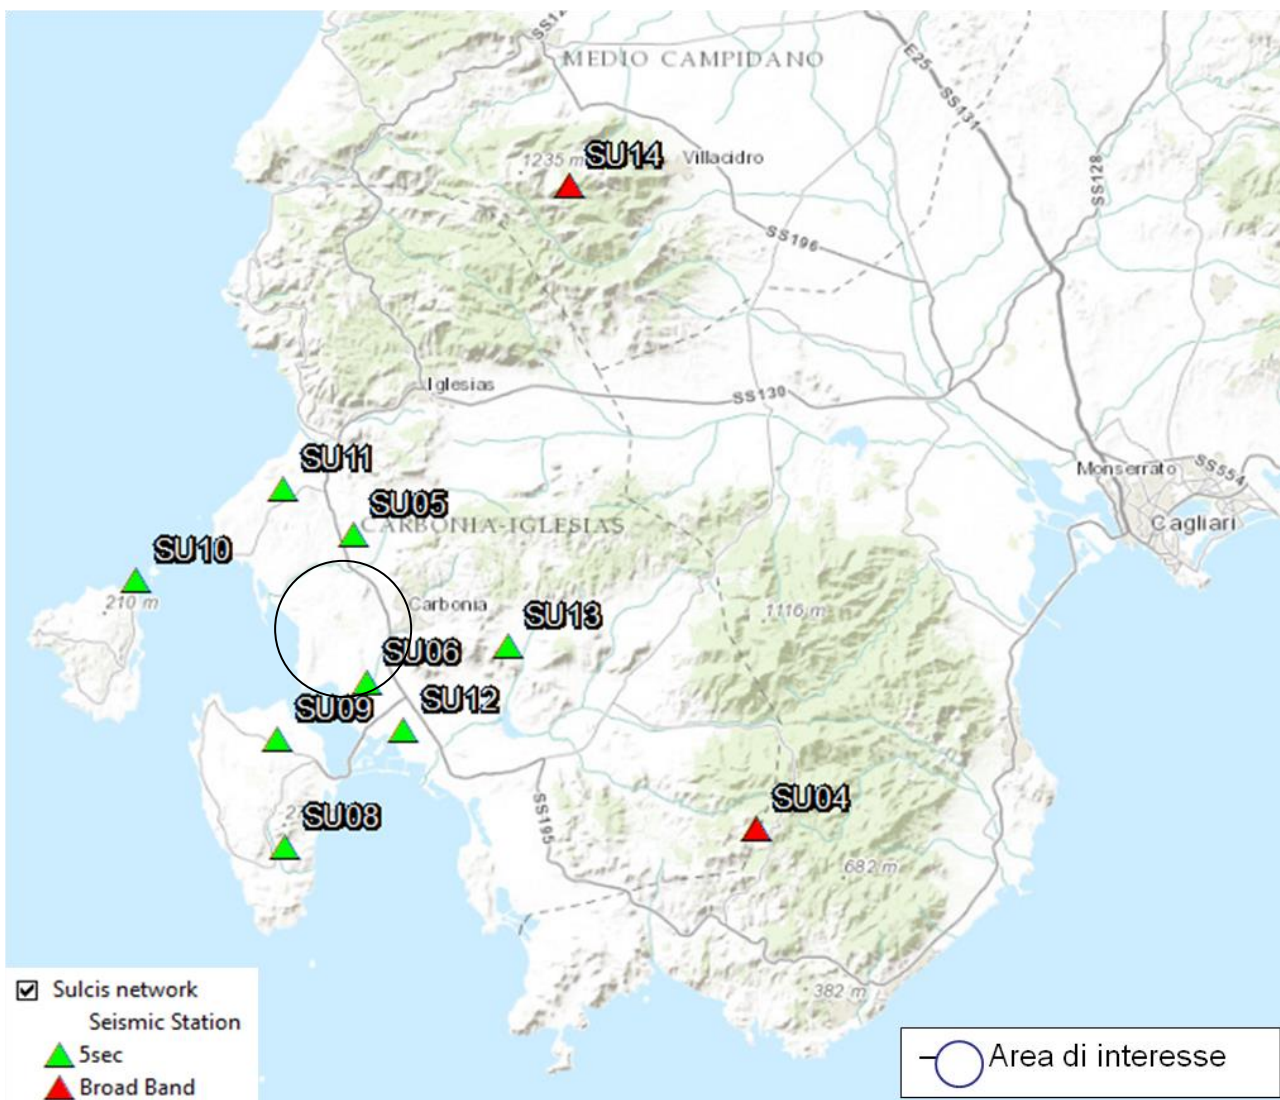 SS12
MEDIO CAMPIDANO
E25
SS131
SU14
1235 m
Villacidro
SS128
SS196
Iglesias
SS130
SU11
Monserrato
SS554
SU05
CARBONIA-IGLESIAS
Cagliari
SU10
210 m
Carbonia
SU13
1116 m
SU06
SU12
SU09
SS195
SU04
SU08
682 m
382 m
Sulcis network
Seismic Station
5sec
Broad Band
Area di interesse